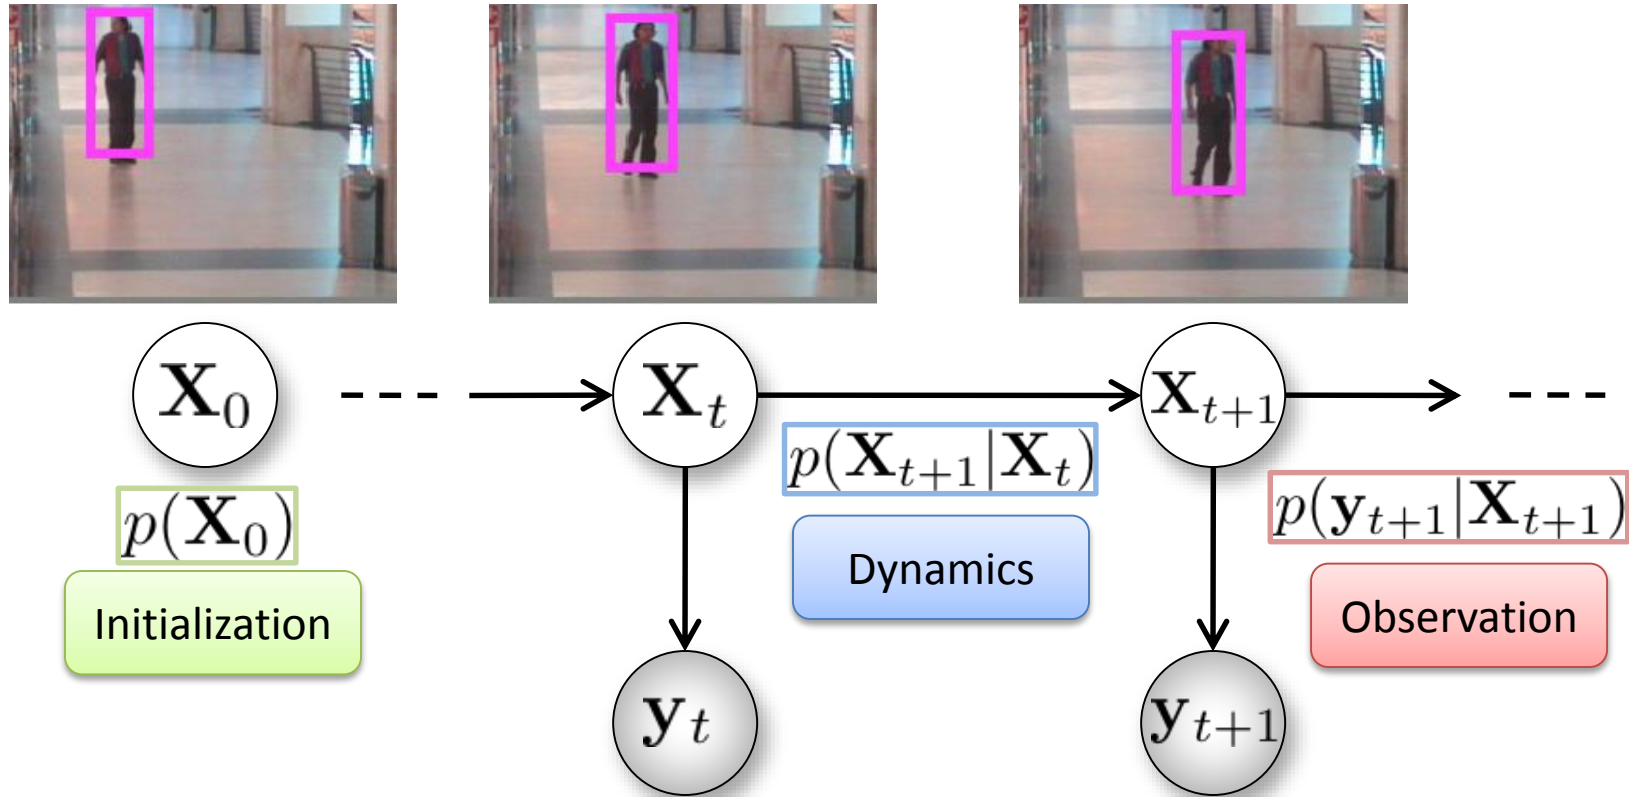 X₀
Xₜ
Xₜ₊₁
p(Xₜ₊₁|Xₜ)
p(yₜ₊₁|Xₜ₊₁)
p(X₀)
Dynamics
Initialization
Observation
yₜ
yₜ₊₁